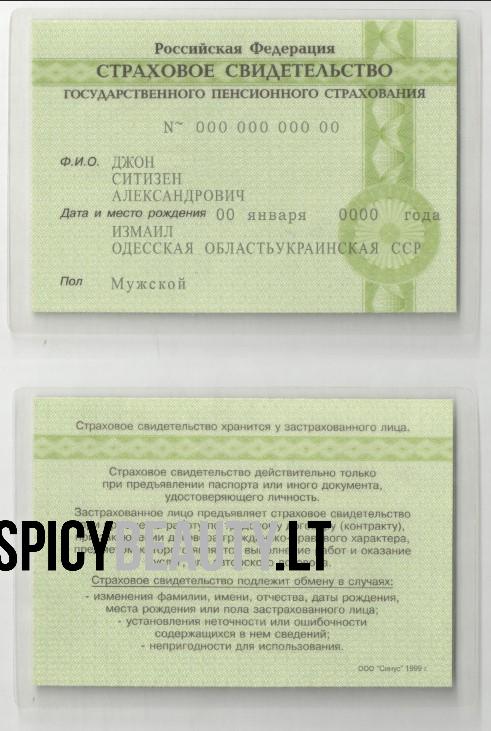 Российская Федерация
СТРАХОВОЕ СВИДЕТЕЛЬСТВО
ГОСУДАРСТВЕННОГО ПЕНСИОННОГО СТРАХОВАНИЯ
N~ 000 000 000 00
Ф.И.О. ДЖОН
СИТИЗЕН
АЛЕКСАНДРОВИЧ
Дата и место рождения 00 января 0000 года
ИЗМАИЛ
ОДЕССКАЯ ОБЛАСТЬУКРАИНСКАЯ ССР
Пол Мужской
Страховое свидетельство хранится у застрахованного лица.
Страховое свидетельство действительно только
при предъявлении паспорта или иного документа,
удостоверяющего личность.
Застрахованное лицо предъявляет страховое свидетельство
(контракту),
характера,
работ и оказание
SPICYBEAUTY.LT
Страховое свидетельство подлежит обмену в случаях:
- изменения фамилии, имени, отчества, даты рождения,
места рождения или пола застрахованного лица;
- установления неточности или ошибочности
содержащихся в нем сведений;
- непригодности для использования.
ООО "Синус" 1999 г.